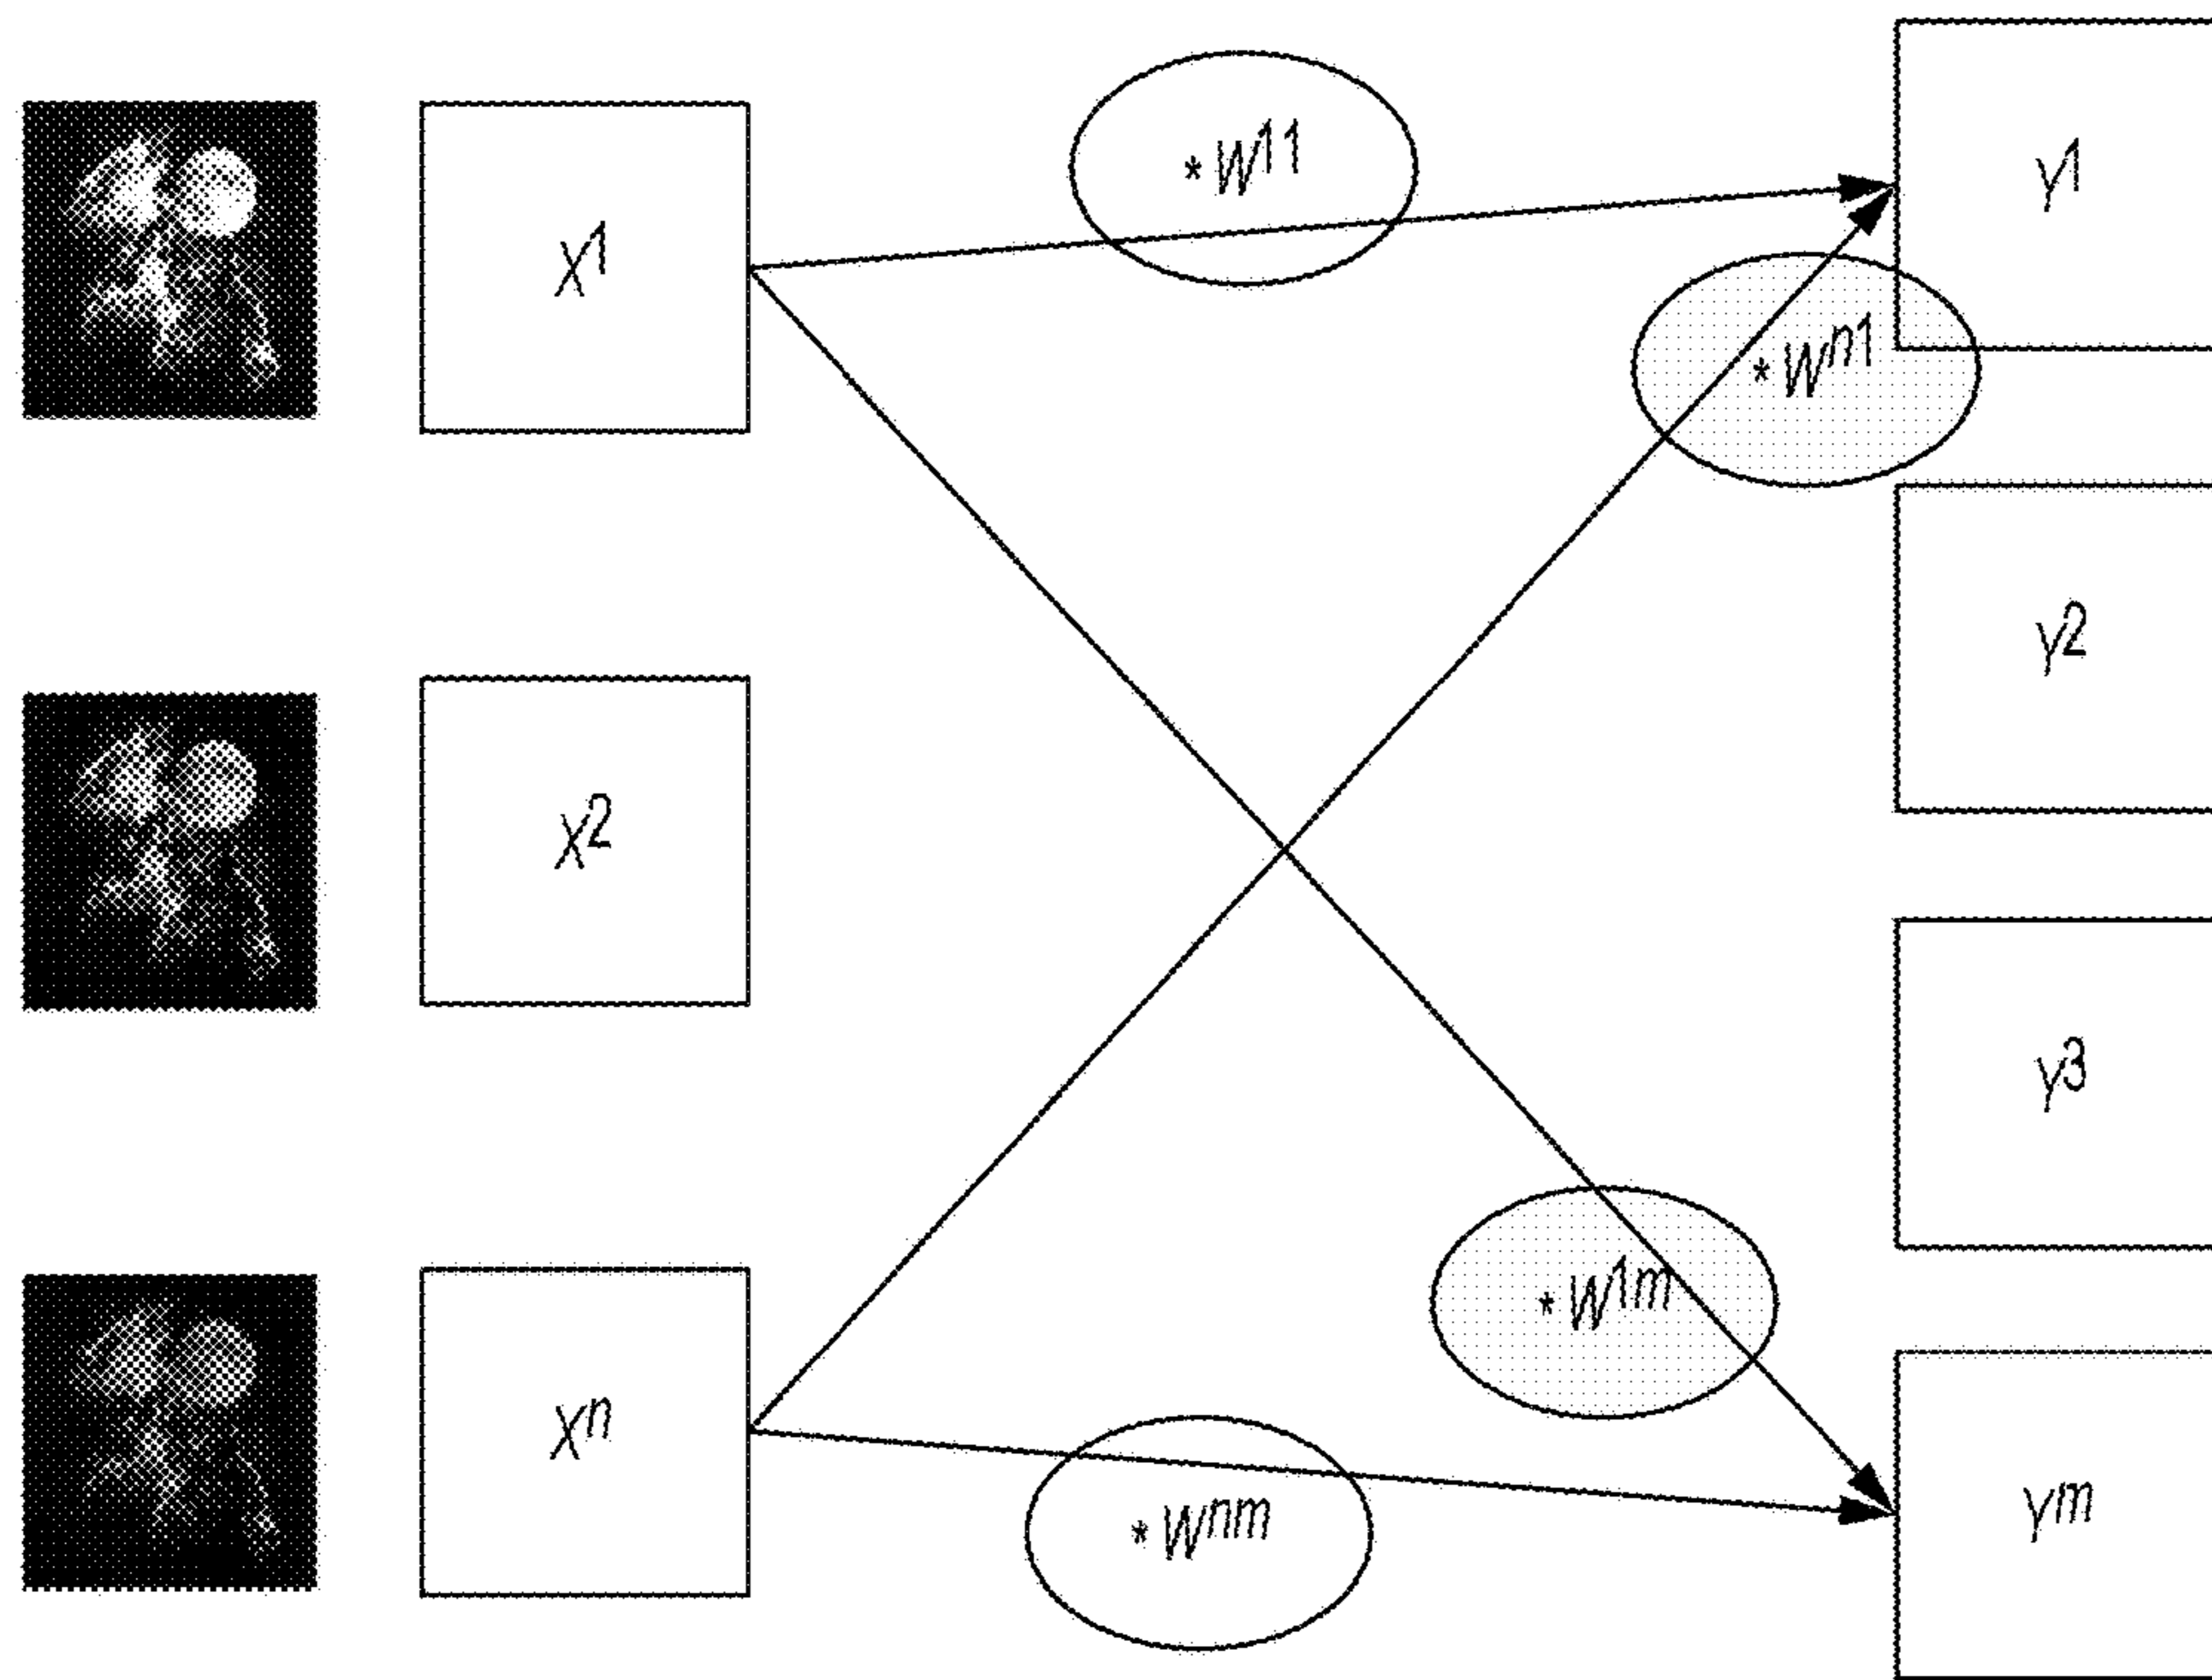 * W¹¹
X¹
Y¹
* Wⁿ¹
Y²
X²
Y³
* W¹ᵐ
Xⁿ
Yᵐ
* Wⁿᵐ